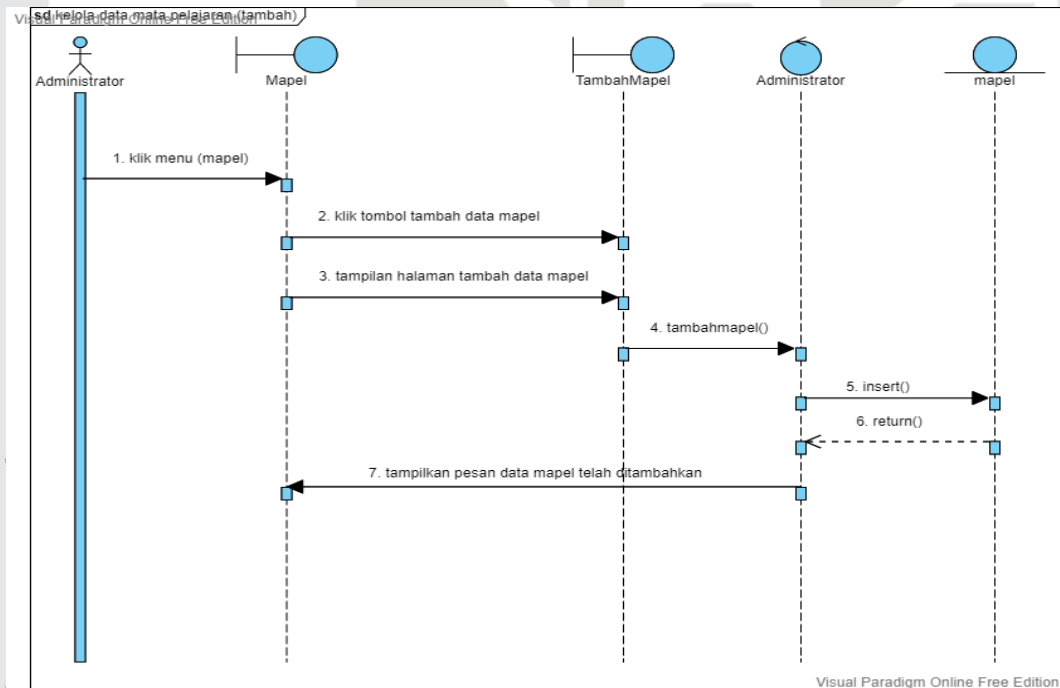 sd kelola data mata pelajaran (tambah)
Visual Paradigm Online Free Edition
Administrator
Mapel
TambahMapel
Administrator
mapel
1. klik menu (mapel)
2. klik tombol tambah data mapel
3. tampilan halaman tambah data mapel
4. tambahmapel()
5. insert()
6. return()
7. tampilkan pesan data mapel telah ditambahkan
Visual Paradigm Online Free Edition